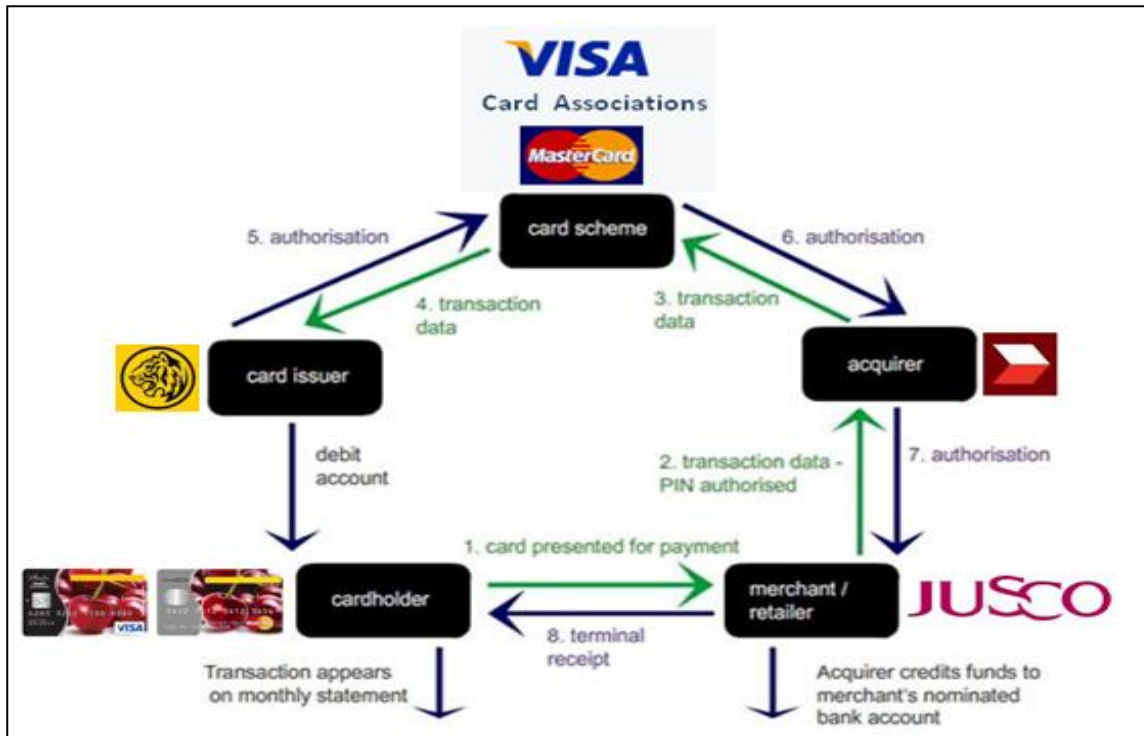 VISA
Card Associations
MasterCard
card scheme
5. authorisation
6. authorisation
4. transaction
data
3. transaction
data
card issuer
acquirer
debit
account
2. transaction data -
PIN authorised
7. authorisation
1. card presented for payment
cardholder
merchant /
retailer
JUSCO
VISA
8. terminal
receipt
Transaction appears
on monthly statement
Acquirer credits funds to
merchant's nominated
bank account